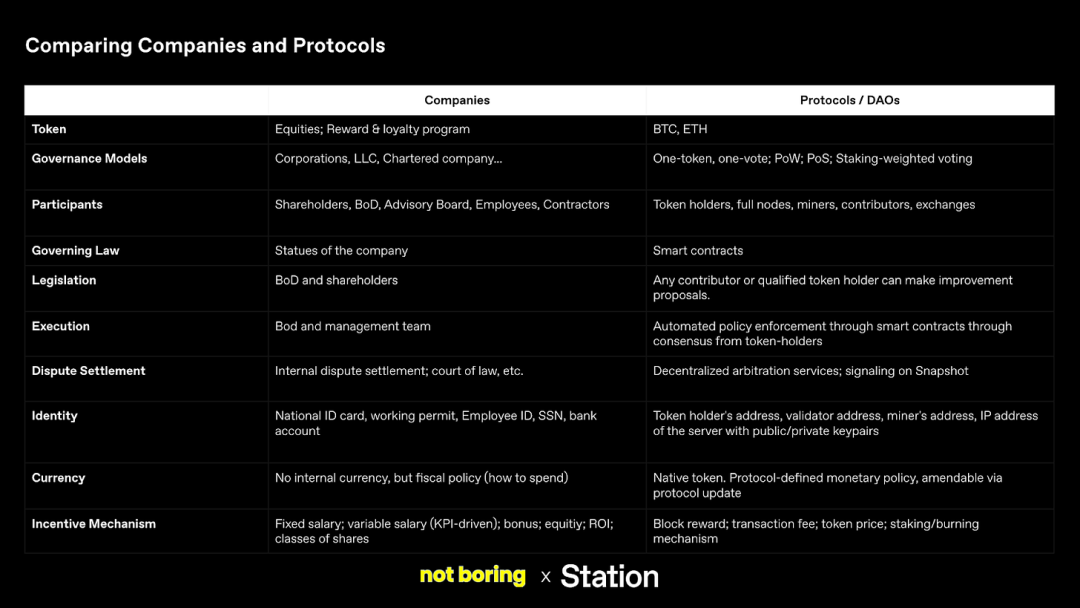 Comparing Companies and Protocols
Companies
Protocols / DAOs
Token
Equities; Reward & loyalty program
BTC, ETH
Governance Models
Corporations, LLC, Chartered company...
One-token, one-vote; PoW; PoS; Staking-weighted voting
Participants
Shareholders, BoD, Advisory Board, Employees, Contractors
Token holders, full nodes, miners, contributors, exchanges
Governing Law
Statues of the company
Smart contracts
Legislation
BoD and shareholders
Any contributor or qualified token holder can make improvement
proposals.
Execution
Bod and management team
Automated policy enforcement through smart contracts through
consensus from token-holders
Dispute Settlement
Internal dispute settlement; court of law, etc.
Decentralized arbitration services; signaling on Snapshot
Identity
National ID card, working permit, Employee ID, SSN, bank
account
Token holder's address, validator address, miner's address, IP address
of the server with public/private keypairs
Currency
No internal currency, but fiscal policy (how to spend)
Native token. Protocol-defined monetary policy, amendable via
protocol update
Incentive Mechanism
Fixed salary; variable salary (KPI-driven); bonus; equitiy; ROI;
classes of shares
Block reward; transaction fee; token price; staking/burning
mechanism
not boring x Station